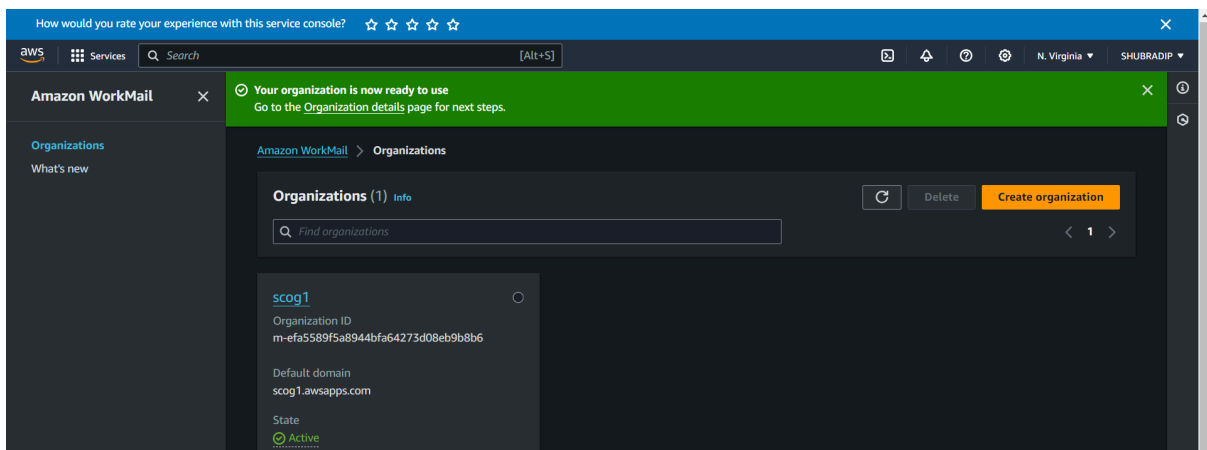 How would you rate your experience with this service console?
aws Services Search [Alt+S] N. Virginia SHUBRADIP
Amazon WorkMail
Organizations
What's new
Your organization is now ready to use
Go to the Organization details page for next steps.
Amazon WorkMail > Organizations
Organizations (1) Info
Delete Create organization
Find organizations
1
scog1
Organization ID
m-efa5589f5a8944bfa64273d08eb9b8b6
Default domain
scog1.awsapps.com
State
Active